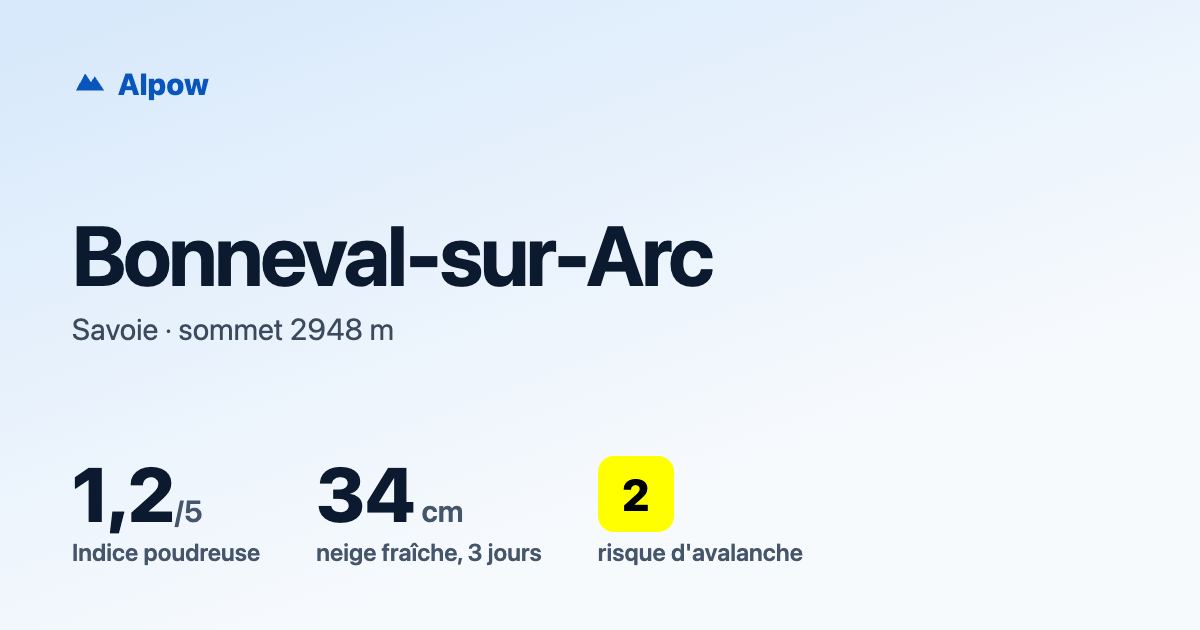 Alpow
Bonneval-sur-Arc
Savoie · sommet 2948 m
1,2/5
Indice poudreuse
34 cm
neige fraîche, 3 jours
2
risque d'avalanche